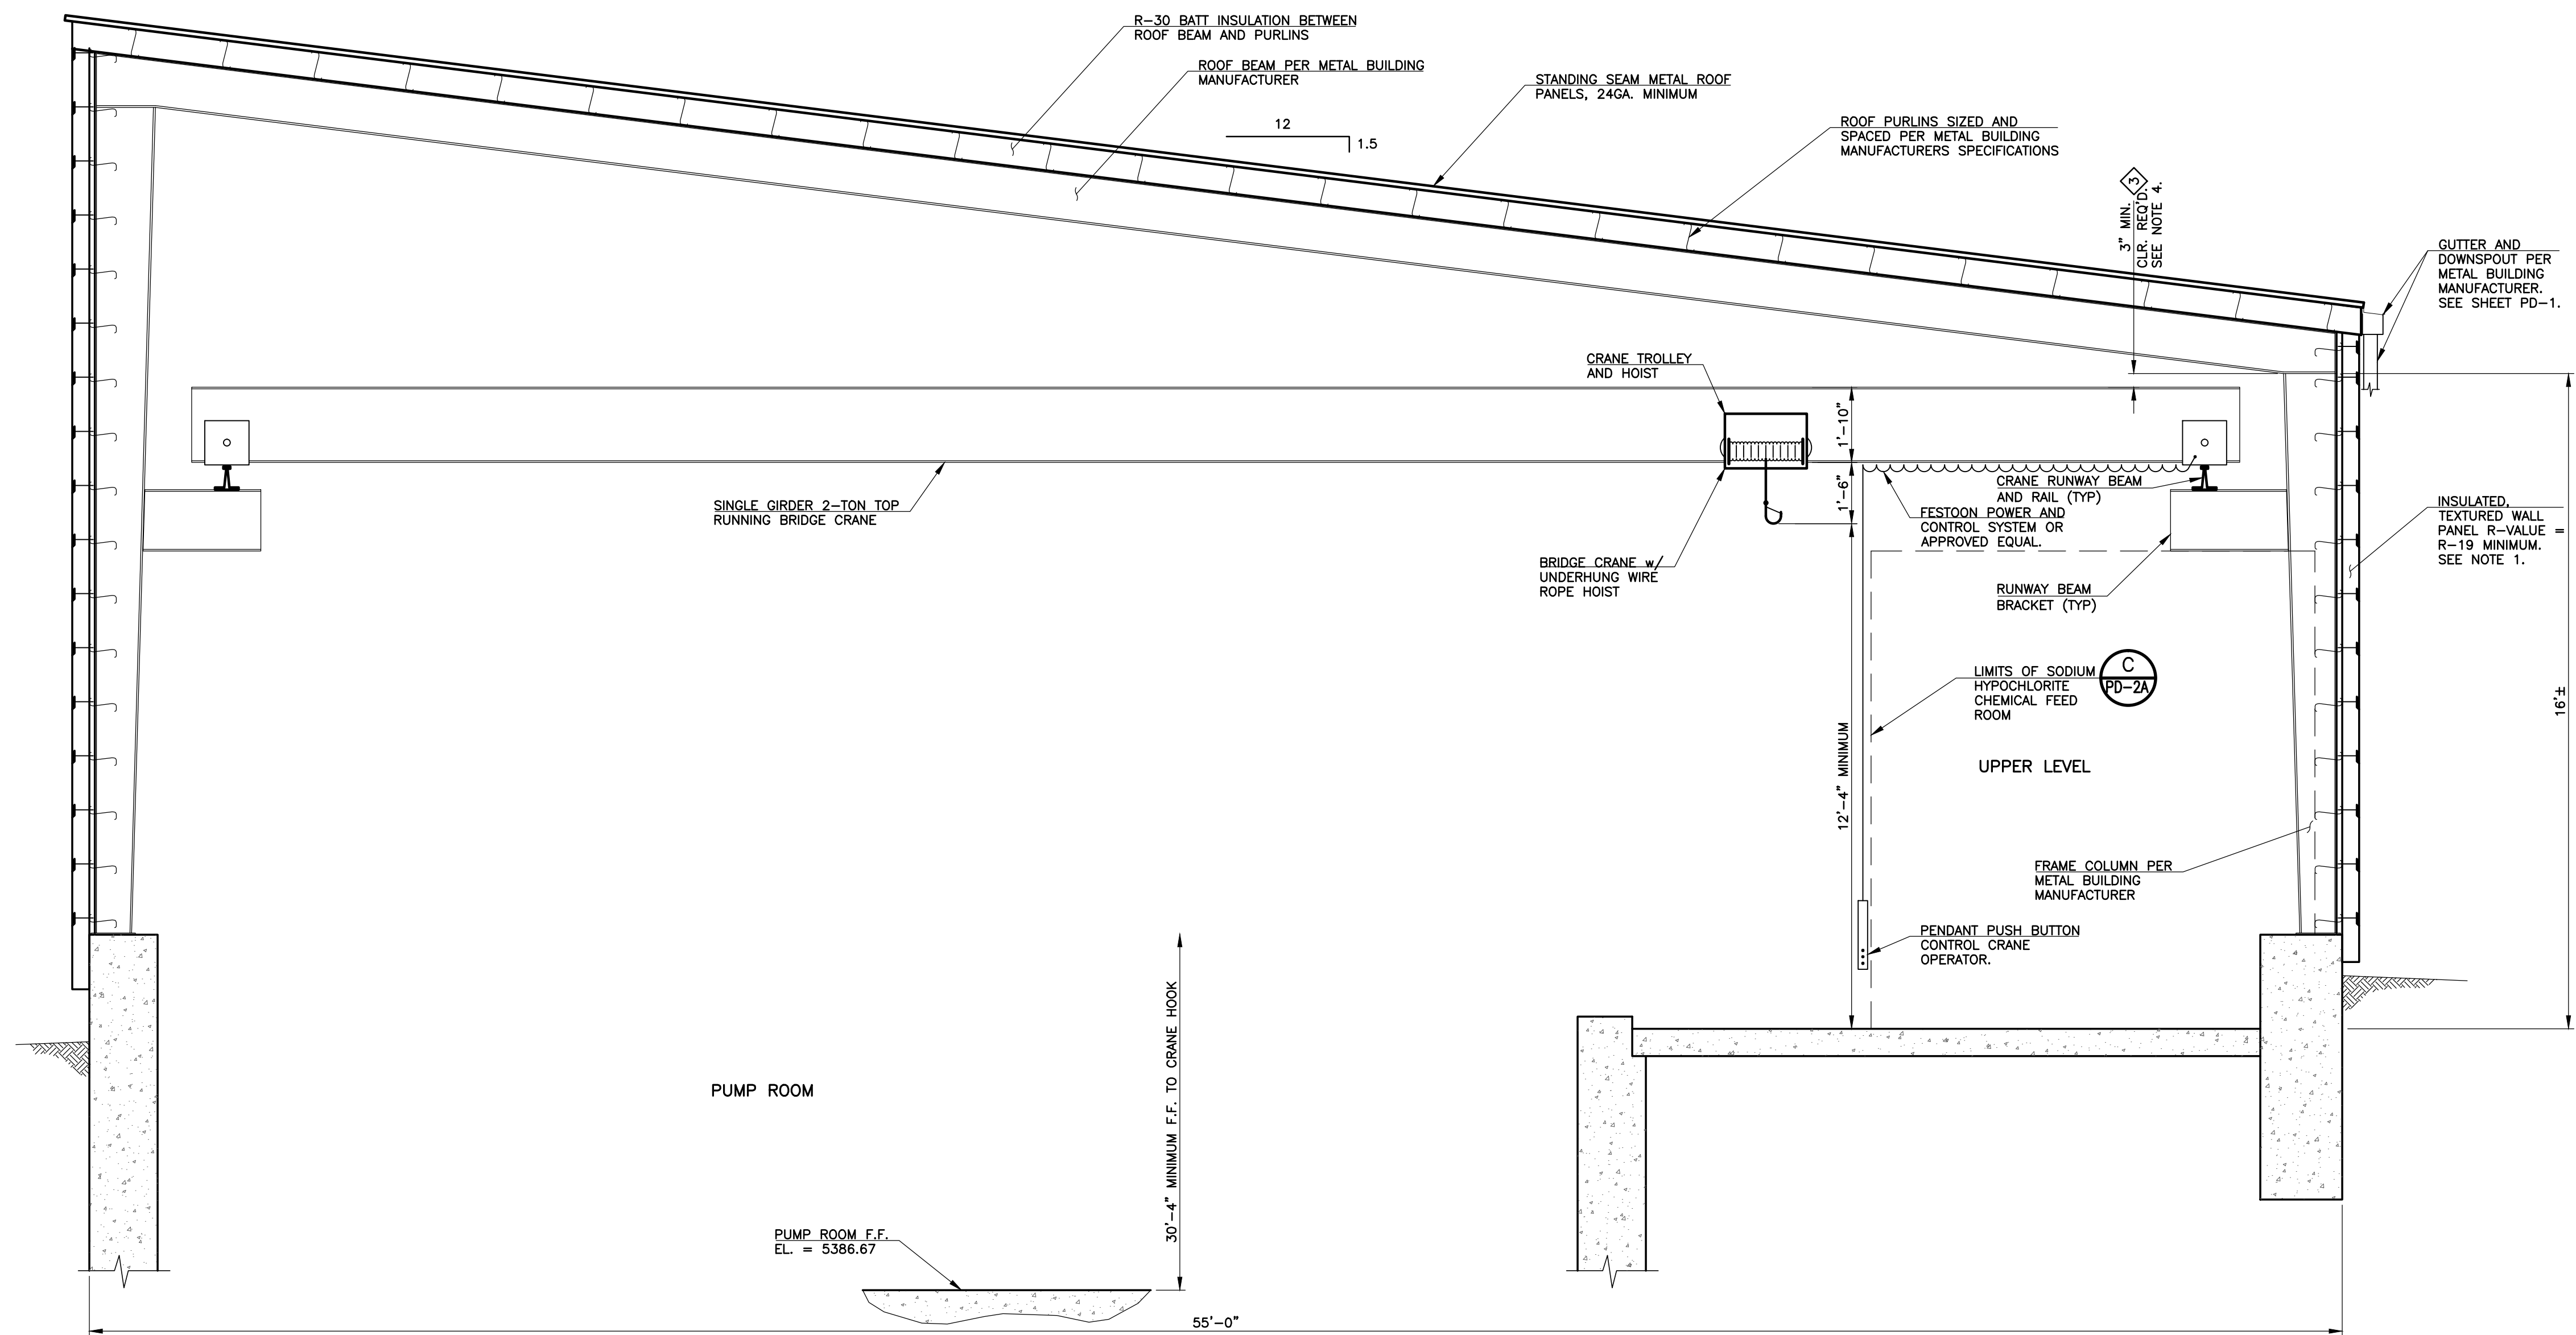 R-30 BATT INSULATION BETWEEN
ROOF BEAM AND PURLINS
ROOF BEAM PER METAL BUILDING
MANUFACTURER
STANDING SEAM METAL ROOF
PANELS, 24GA. MINIMUM
12
1.5
ROOF PURLINS SIZED AND
SPACED PER METAL BUILDING
MANUFACTURERS SPECIFICATIONS
3
3" MIN.
CLR. REQ'D.
SEE NOTE 4.
GUTTER AND
DOWNSPOUT PER
METAL BUILDING
MANUFACTURER.
SEE SHEET PD-1.
CRANE TROLLEY
AND HOIST
1'-10"
1'-6"
SINGLE GIRDER 2-TON TOP
RUNNING BRIDGE CRANE
BRIDGE CRANE w/
UNDERHUNG WIRE
ROPE HOIST
CRANE RUNWAY BEAM
AND RAIL (TYP)
FESTOON POWER AND
CONTROL SYSTEM OR
APPROVED EQUAL.
RUNWAY BEAM
BRACKET (TYP)
INSULATED,
TEXTURED WALL
PANEL R-VALUE =
R-19 MINIMUM.
SEE NOTE 1.
LIMITS OF SODIUM
HYPOCHLORITE
CHEMICAL FEED
ROOM
C
PD-2A
16'±
12'-4" MINIMUM
UPPER LEVEL
FRAME COLUMN PER
METAL BUILDING
MANUFACTURER
PENDANT PUSH BUTTON
CONTROL CRANE
OPERATOR.
30'-4" MINIMUM F.F. TO CRANE HOOK
PUMP ROOM
PUMP ROOM F.F.
EL. = 5386.67
55'-0"